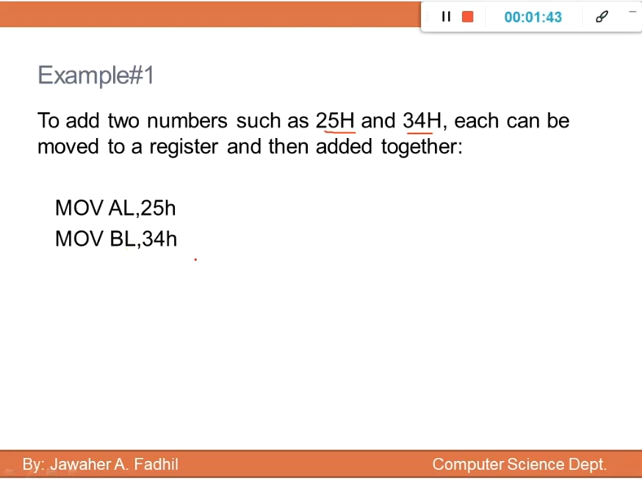 00:01:43
Example#1
To add two numbers such as 25H and 34H, each can be
moved to a register and then added together:
MOV AL,25h
MOV BL,34h
By: Jawaher A. Fadhil
Computer Science Dept.